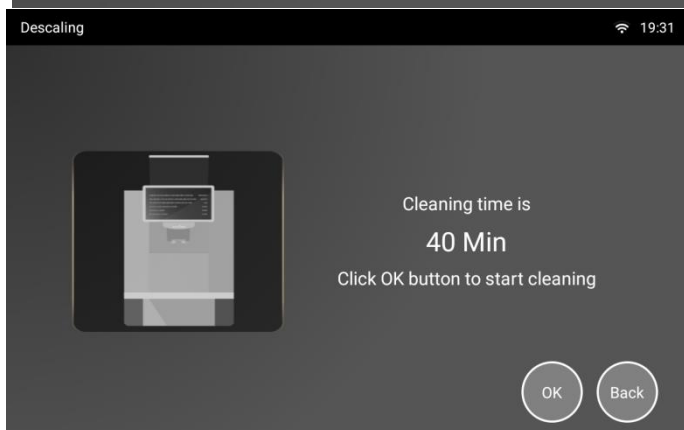 Descaling
19:31
Cleaning time is
40 Min
Click OK button to start cleaning
OK
Back